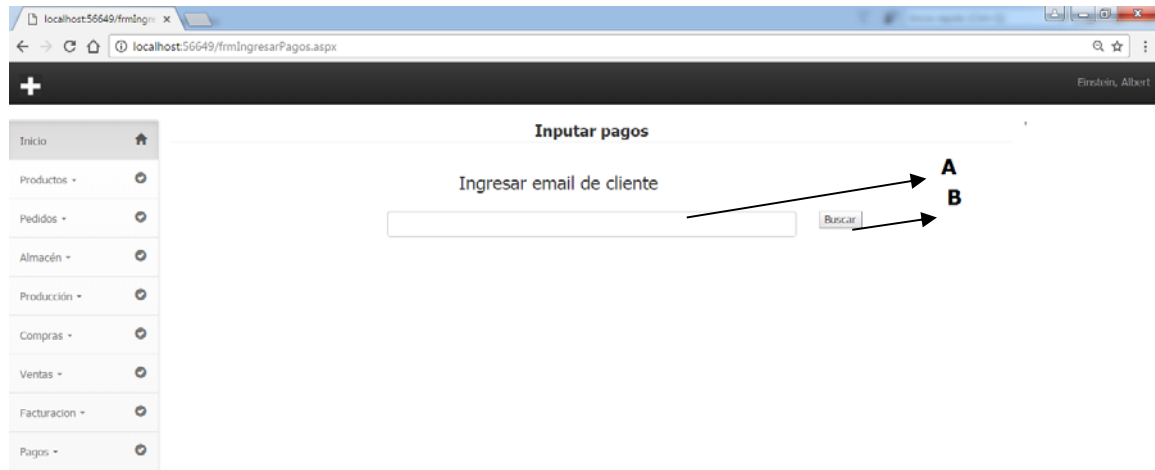 localhost:56649/frmIngre
localhost:56649/frmIngresarPagos.aspx
Einstein, Albert
Inputar pagos
Inicio
Ingresar email de cliente
A
Productos
B
Pedidos
Buscar
Almacén
Producción
Compras
Ventas
Facturacion
Pagos